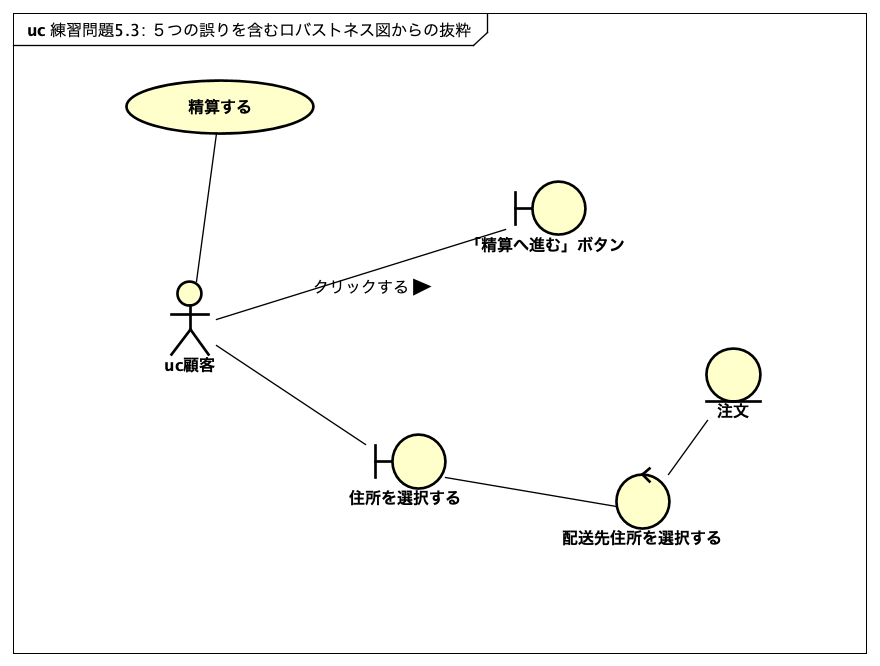 uc 練習問題5.3: ５つの誤りを含むロバストネス図からの抜粋
精算する
「精算へ進む」ボタン
クリックする ▶
uc顧客
注文
住所を選択する
配送先住所を選択する